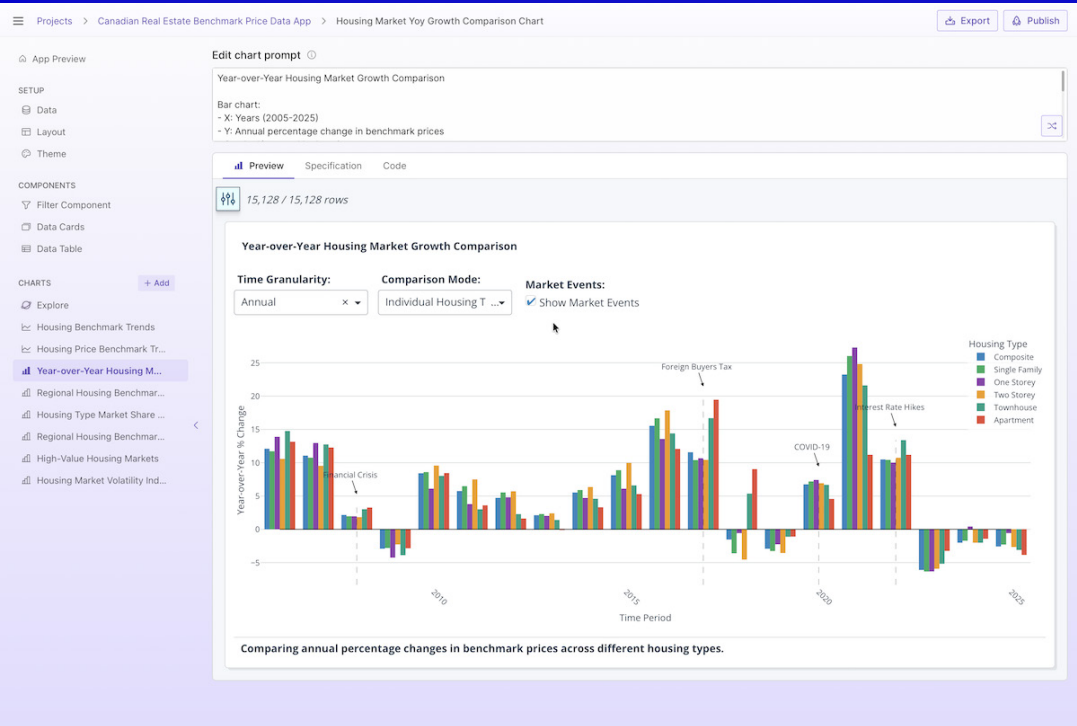 Projects > Canadian Real Estate Benchmark Price Data App > Housing Market Yoy Growth Comparison Chart
Export
Publish
App Preview
SETUP
Data
Layout
Theme
COMPONENTS
Filter Component
Data Cards
Data Table
CHARTS
+ Add
Explore
Housing Benchmark Trends
Housing Price Benchmark Tr...
Year-over-Year Housing M...
Regional Housing Benchmar...
Housing Type Market Share ...
Regional Housing Benchmar...
High-Value Housing Markets
Housing Market Volatility Ind...
Edit chart prompt
Year-over-Year Housing Market Growth Comparison
Bar chart:
- X: Years (2005-2025)
- Y: Annual percentage change in benchmark prices
Preview
Specification
Code
15,128 / 15,128 rows
Year-over-Year Housing Market Growth Comparison
Time Granularity:
Annual
Comparison Mode:
Individual Housing T ...
Market Events:
Show Market Events
Housing Type
Composite
Single Family
One Storey
Two Storey
Townhouse
Apartment
Year-over-Year % Change
25
20
15
10
5
0
−5
Financial Crisis
Foreign Buyers Tax
COVID-19
Interest Rate Hikes
2010
2015
2020
2025
Time Period
Comparing annual percentage changes in benchmark prices across different housing types.